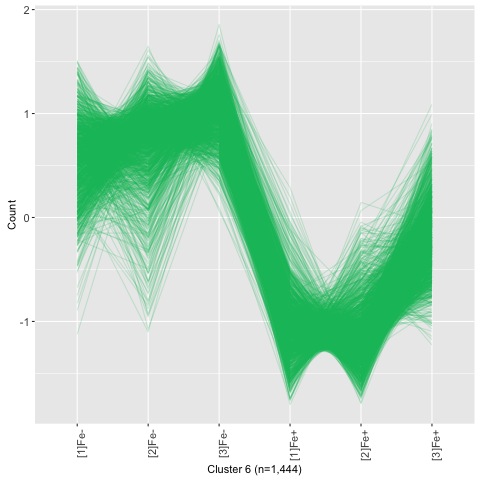 2
1
0
-1
Count
[1]Fe-
[2]Fe-
[3]Fe-
[1]Fe+
[2]Fe+
[3]Fe+
Cluster 6 (n=1,444)